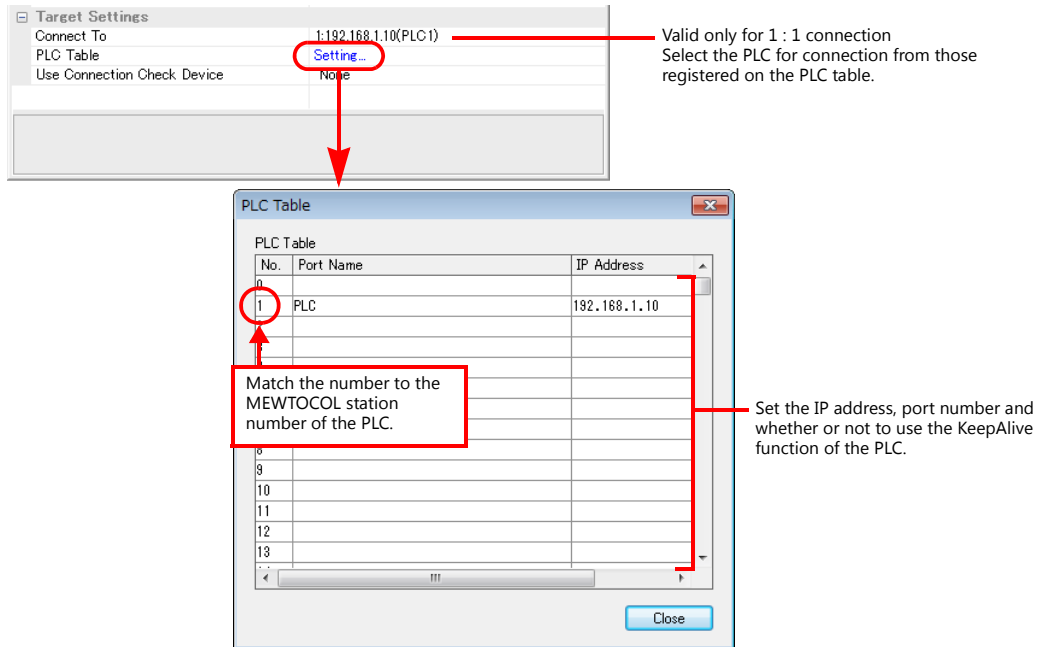 Target Settings
Connect To 1:192.168.1.10(PLC1)
PLC Table Setting...
Use Connection Check Device None
Valid only for 1 : 1 connection
Select the PLC for connection from those
registered on the PLC table.
PLC Table
PLC Table
No. Port Name IP Address
0
1 PLC 192.168.1.10
Match the number to the
MEWTOCOL station
number of the PLC.
8
9
10
11
12
13
Set the IP address, port number and
whether or not to use the KeepAlive
function of the PLC.
Close